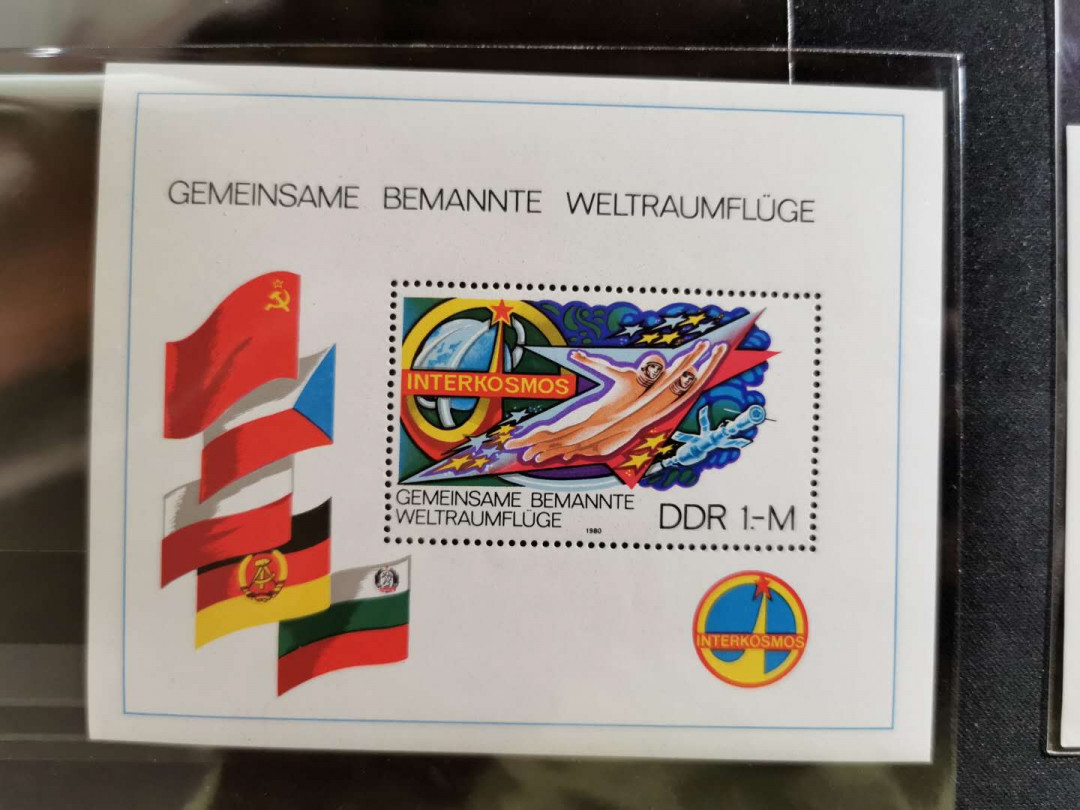 GEMEINSAME BEMANNTE WELTRAUMFLÜGE
INTERKOSMOS
GEMEINSAME BEMANNTE
WELTRAUMFLÜGE
1980
DDR 1.-M
INTERKOSMOS